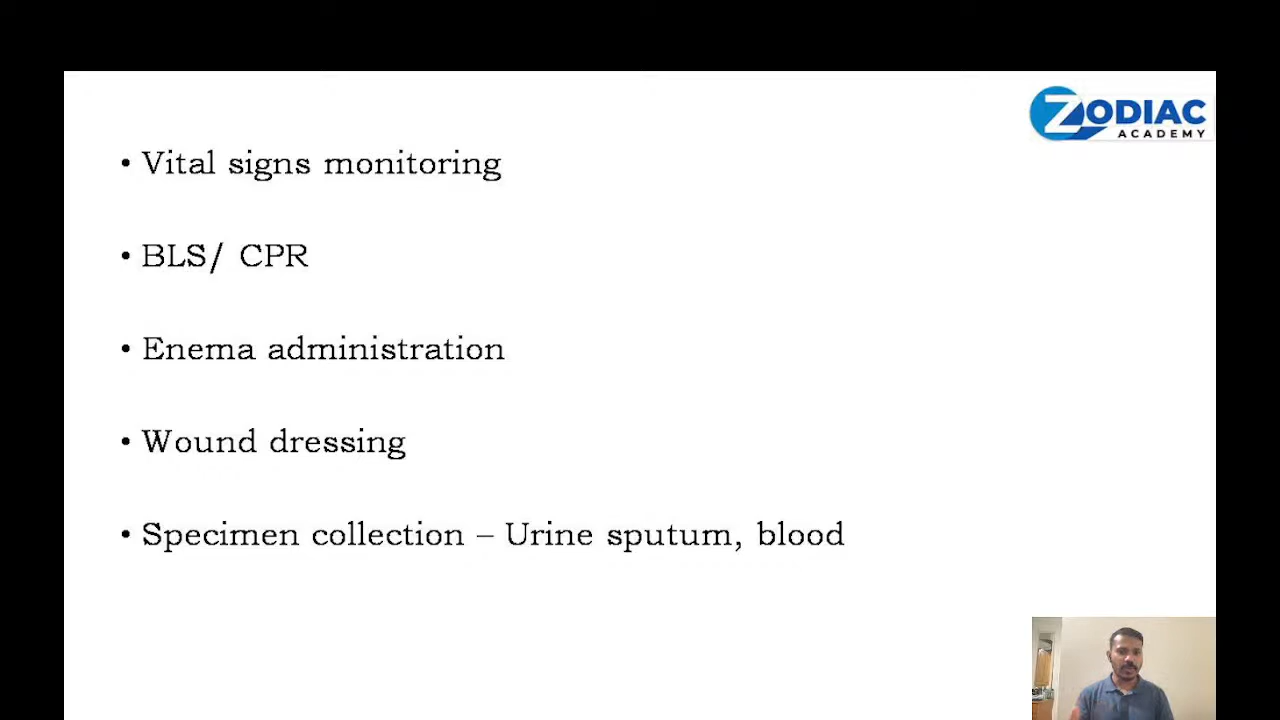 ZODIAC
ACADEMY
• Vital signs monitoring
• BLS/ CPR
• Enema administration
• Wound dressing
• Specimen collection – Urine sputum, blood